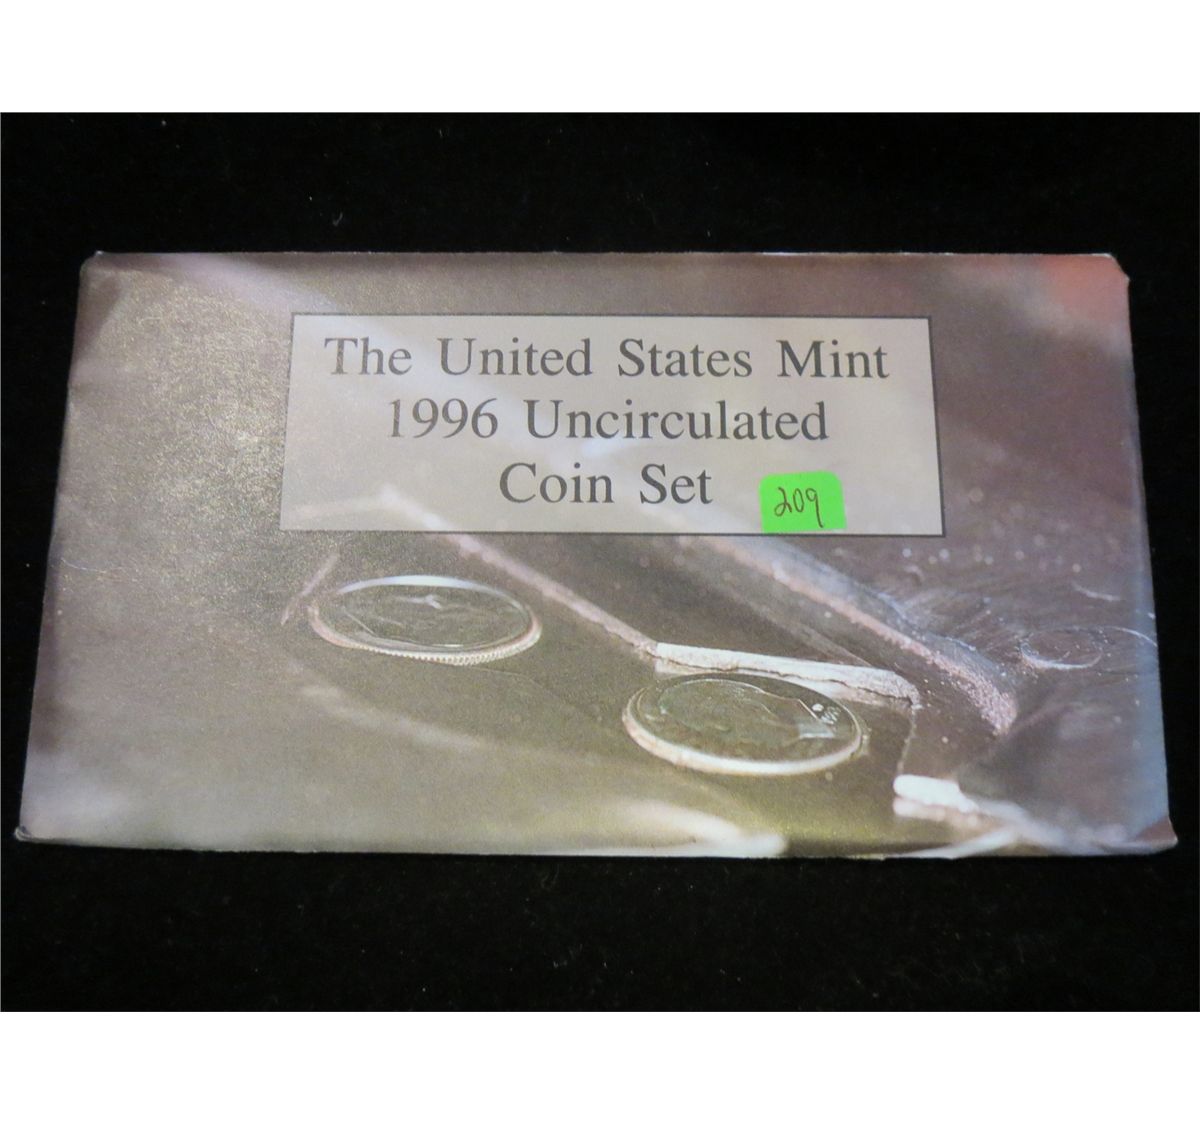 The United States Mint
1996 Uncirculated
Coin Set
209